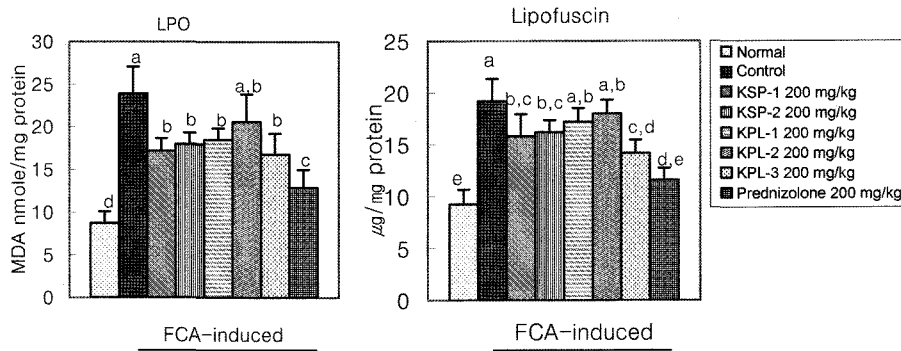 LPO
30
25
20
15
10
5
0
MDA nmole/mg protein
d
a
b
b
b
a,b
b
c
FCA-induced
Lipofuscin
25
20
15
10
5
0
μg/mg protein
e
a
b,c
b,c
a,b
a,b
c,d
d,e
FCA-induced
Normal
Control
KSP-1 200 mg/kg
KSP-2 200 mg/kg
KPL-1 200 mg/kg
KPL-2 200 mg/kg
KPL-3 200 mg/kg
Prednizolone 200 mg/kg